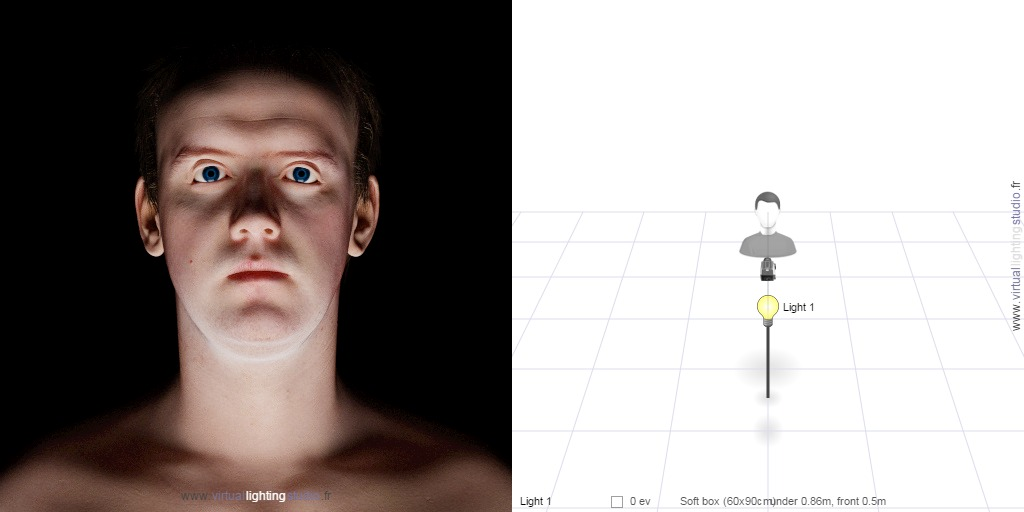 www.virtuallightingstudio.fr
Light 1
www.virtuallightingstudio.fr
Light 1 0 ev Soft box (60x90cm)under 0.86m, front 0.5m